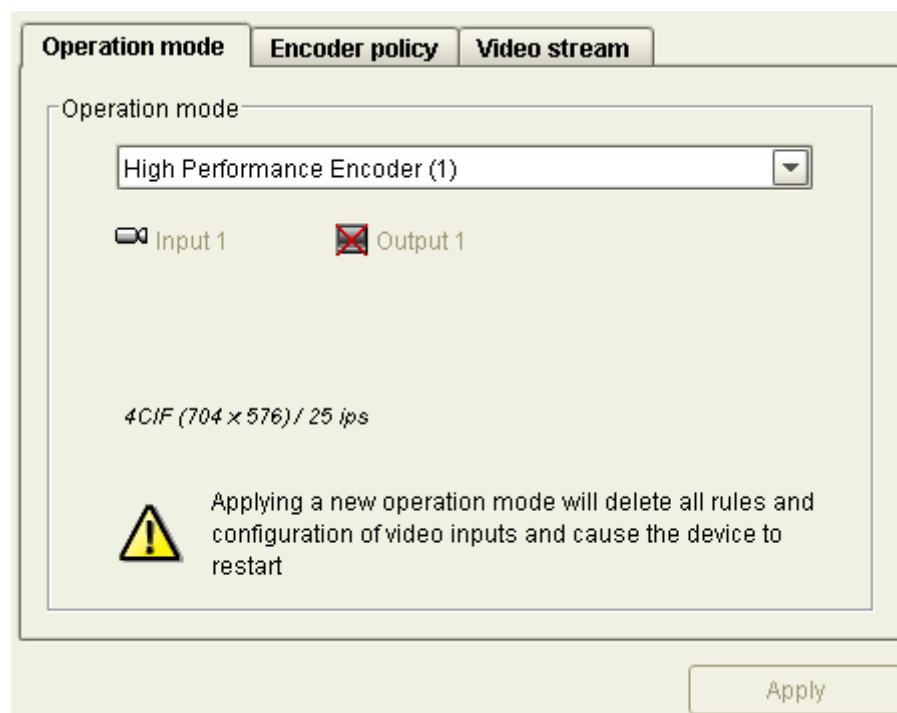 Operation mode Encoder policy Video stream
Operation mode
High Performance Encoder (1)
Input 1 Output 1
4CIF (704 x 576) / 25 ips
Applying a new operation mode will delete all rules and
configuration of video inputs and cause the device to
restart
Apply